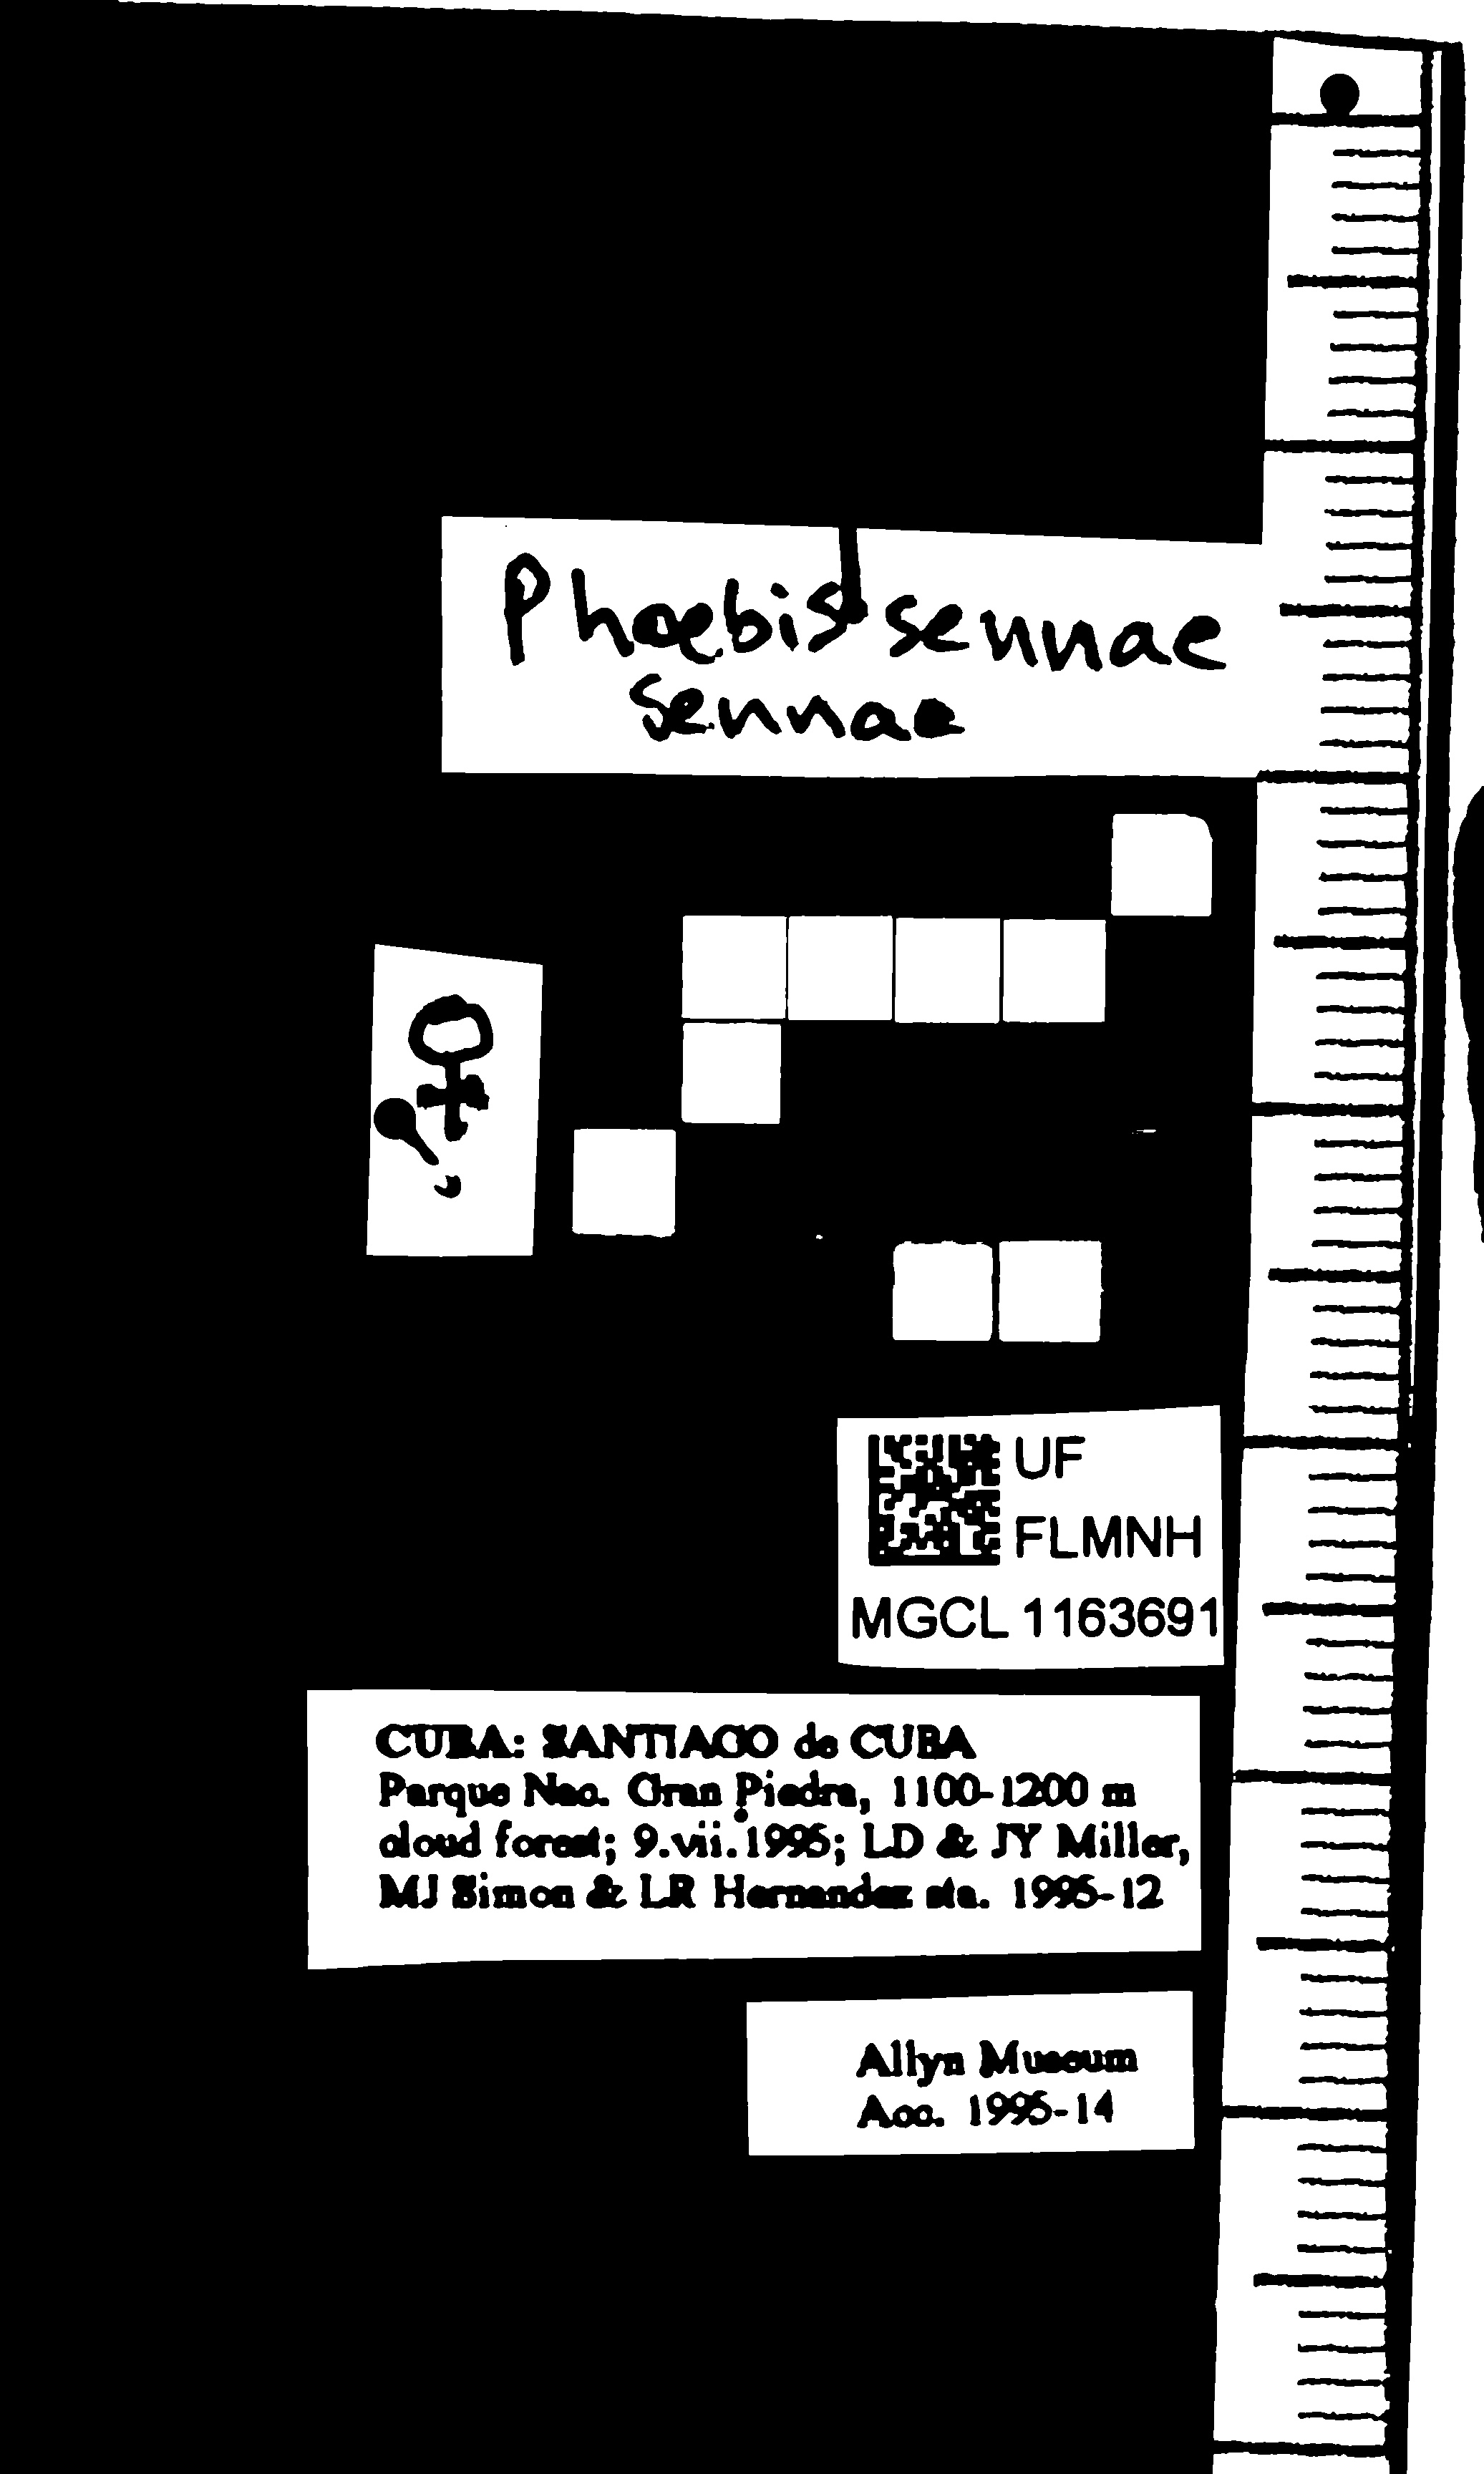 Phoebis sennae
sennae
♀
UF
FLMNH
MGCL 1163691
CUBA: SANTIAGO de CUBA
Parque Nac. Gran Piedra, 1100-1200 m
cloud forest; 9.vii.1995; LD & JY Miller,
MJ Simon & LR Hernandez sta. 1995-12
Allyn Museum
Acc. 1995-14